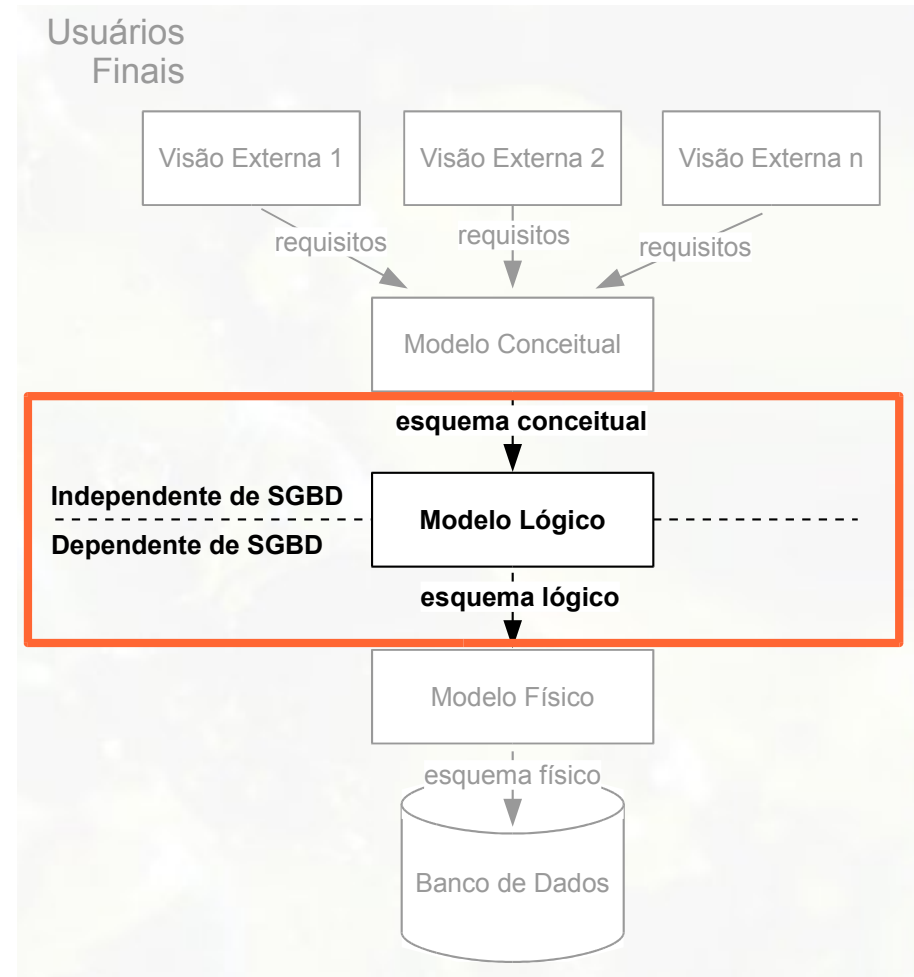 Usuários
Finais
Visão Externa 1
Visão Externa 2
Visão Externa n
requisitos
requisitos
requisitos
Modelo Conceitual
esquema conceitual
Independente de SGBD
Modelo Lógico
Dependente de SGBD
esquema lógico
Modelo Físico
esquema físico
Banco de Dados